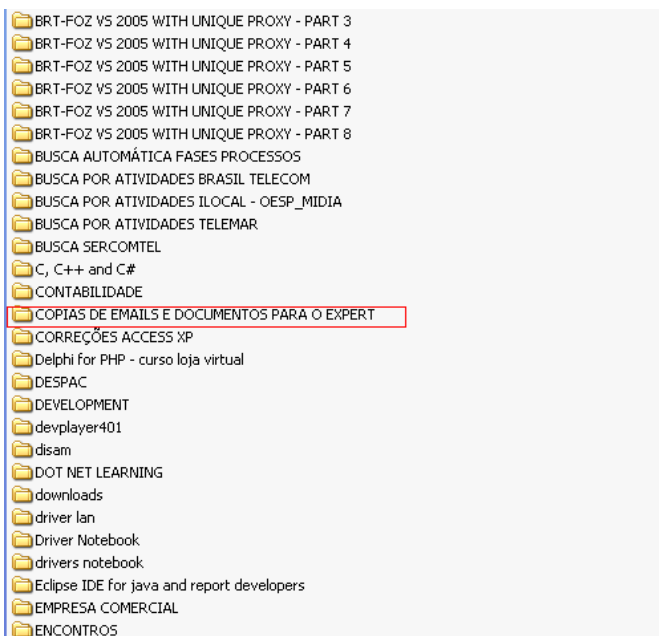 BRT-FOZ VS 2005 WITH UNIQUE PROXY - PART 3
BRT-FOZ VS 2005 WITH UNIQUE PROXY - PART 4
BRT-FOZ VS 2005 WITH UNIQUE PROXY - PART 5
BRT-FOZ VS 2005 WITH UNIQUE PROXY - PART 6
BRT-FOZ VS 2005 WITH UNIQUE PROXY - PART 7
BRT-FOZ VS 2005 WITH UNIQUE PROXY - PART 8
BUSCA AUTOMÁTICA FASES PROCESSOS
BUSCA POR ATIVIDADES BRASIL TELECOM
BUSCA POR ATIVIDADES ILOCAL - OESP_MIDIA
BUSCA POR ATIVIDADES TELEMAR
BUSCA SERCOMTEL
C, C++ and C#
CONTABILIDADE
COPIAS DE EMAILS E DOCUMENTOS PARA O EXPERT
CORREÇÕES ACCESS XP
Delphi for PHP - curso loja virtual
DESPAC
DEVELOPMENT
devplayer401
disam
DOT NET LEARNING
downloads
driver lan
Driver Notebook
drivers notebook
Eclipse IDE for java and report developers
EMPRESA COMERCIAL
ENCONTROS